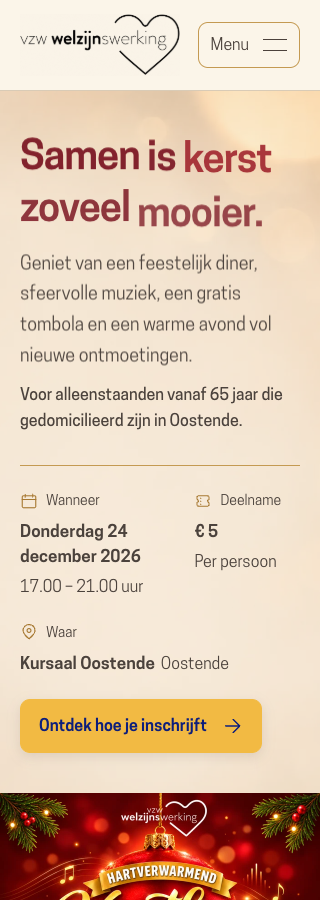 vzw welzijnswerking
Menu
Samen is kerst
zoveel mooier.
Geniet van een feestelijk diner,
sfeervolle muziek, een gratis
tombola en een warme avond vol
nieuwe ontmoetingen.
Voor alleenstaanden vanaf 65 jaar die
gedomicilieerd zijn in Oostende.
Wanneer
Donderdag 24
december 2026
17.00 – 21.00 uur
Deelname
€ 5
Per persoon
Waar
Kursaal Oostende Oostende
Ontdek hoe je inschrijft
vzw
welzijnswerking
HARTVERWARMEND